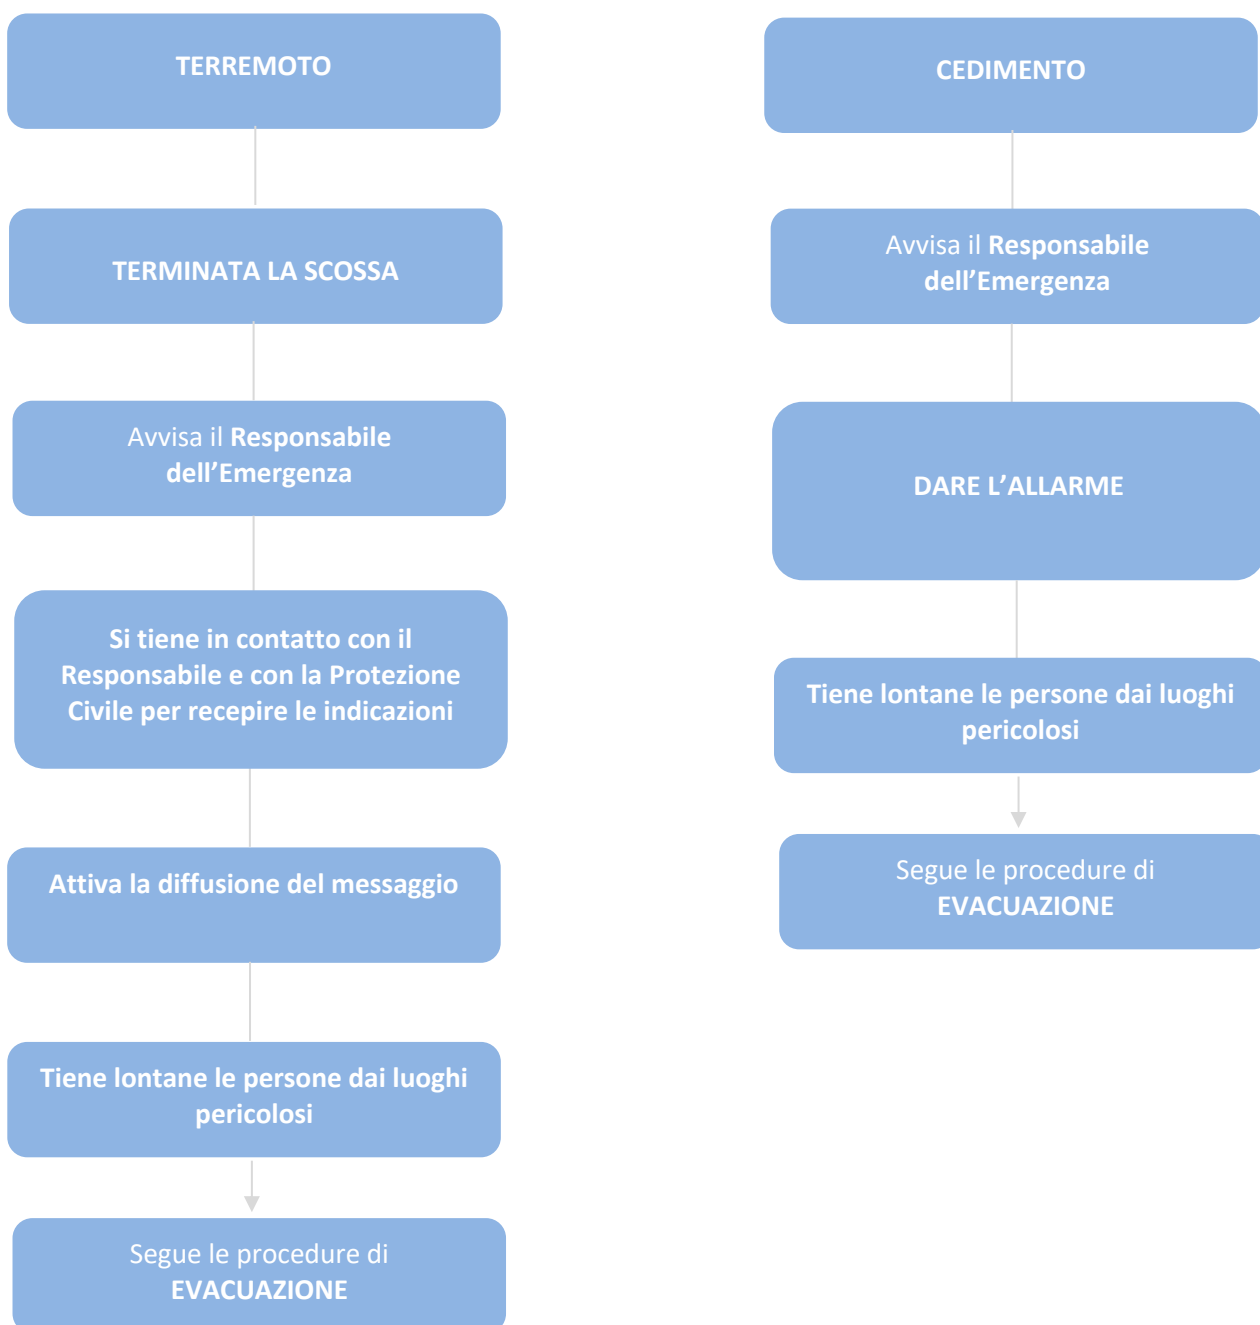 TERREMOTO
TERMINATA LA SCOSSA
Avvisa il Responsabile
dell’Emergenza
Si tiene in contatto con il
Responsabile e con la Protezione
Civile per recepire le indicazioni
Attiva la diffusione del messaggio
Tiene lontane le persone dai luoghi
pericolosi
Segue le procedure di
EVACUAZIONE
CEDIMENTO
Avvisa il Responsabile
dell’Emergenza
DARE L’ALLARME
Tiene lontane le persone dai luoghi
pericolosi
Segue le procedure di
EVACUAZIONE